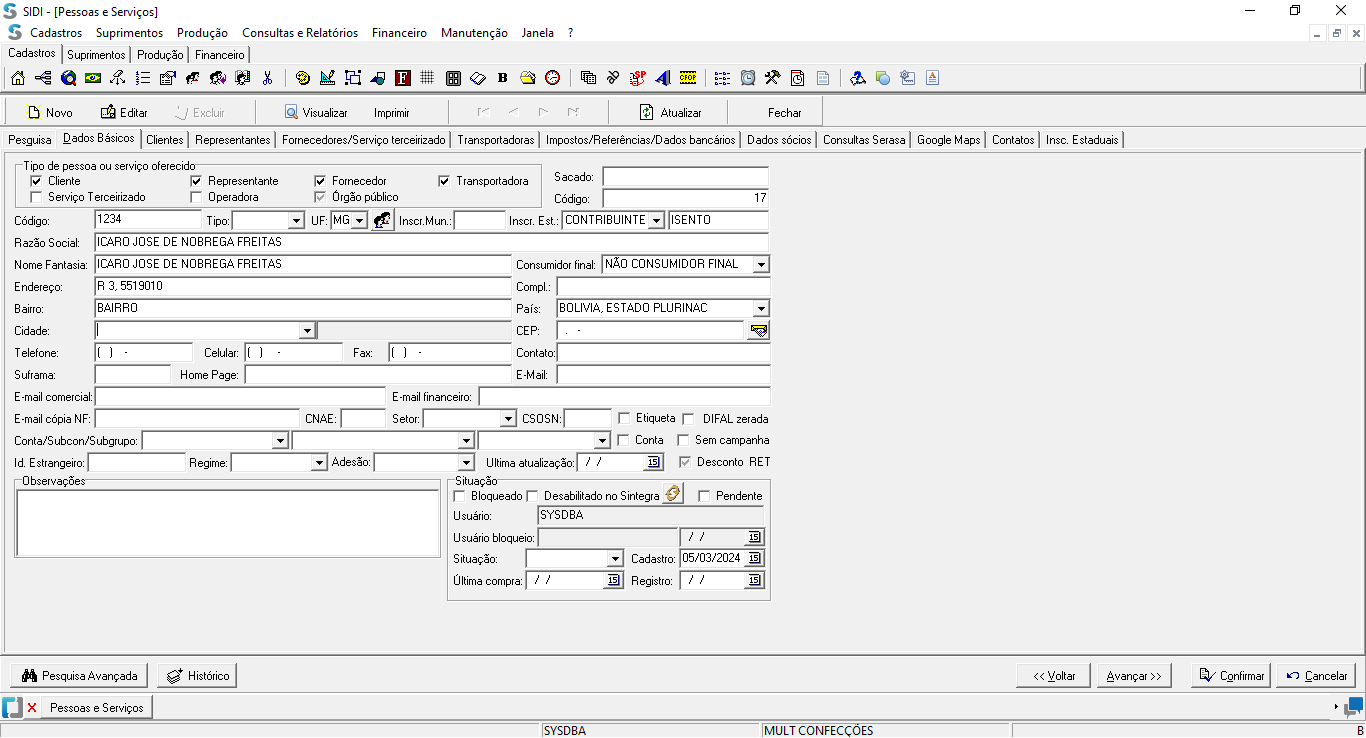 SIDI - [Pessoas e Serviços]
Cadastros Suprimentos Produção Consultas e Relatórios Financeiro Manutenção Janela ?
Cadastros Suprimentos Produção Financeiro
B SP CFOP
Novo Editar Excluir Visualizar Imprimir Atualizar Fechar
Pesquisa Dados Básicos Clientes Representantes Fornecedores/Serviço terceirizado Transportadoras Impostos/Referências/Dados bancários Dados sócios Consultas Serasa Google Maps Contatos Insc. Estaduais
Tipo de pessoa ou serviço oferecido
Cliente Representante Fornecedor Transportadora Sacado:
Serviço Terceirizado Operadora Órgão público Código: 17
Código: 1234 Tipo: UF: MG Inscr.Mun.: Inscr. Est.: CONTRIBUINTE ISENTO
Razão Social: ICARO JOSE DE NOBREGA FREITAS
Nome Fantasia: ICARO JOSE DE NOBREGA FREITAS Consumidor final: NÃO CONSUMIDOR FINAL
Endereço: R 3, 5519010 Compl.:
Bairro: BAIRRO País: BOLIVIA, ESTADO PLURINAC
Cidade: CEP: . -
Telefone: ( ) - Celular: ( ) - Fax: ( ) - Contato:
Suframa: Home Page: E-Mail:
E-mail comercial: E-mail financeiro:
E-mail cópia NF: CNAE: Setor: CSOSN: Etiqueta DIFAL zerada
Conta/Subcon/Subgrupo: Conta Sem campanha
Id. Estrangeiro: Regime: Adesão: Ultima atualização: / / 15 Desconto RET
Observações Situação
Bloqueado Desabilitado no Sintegra Pendente
Usuário: SYSDBA
Usuário bloqueio: / / 15
Situação: Cadastro: 05/03/2024 15
Última compra: / / 15 Registro: / / 15
Pesquisa Avançada Histórico << Voltar Avançar >> Confirmar Cancelar
Pessoas e Serviços
SYSDBA MULT CONFECÇÕES B